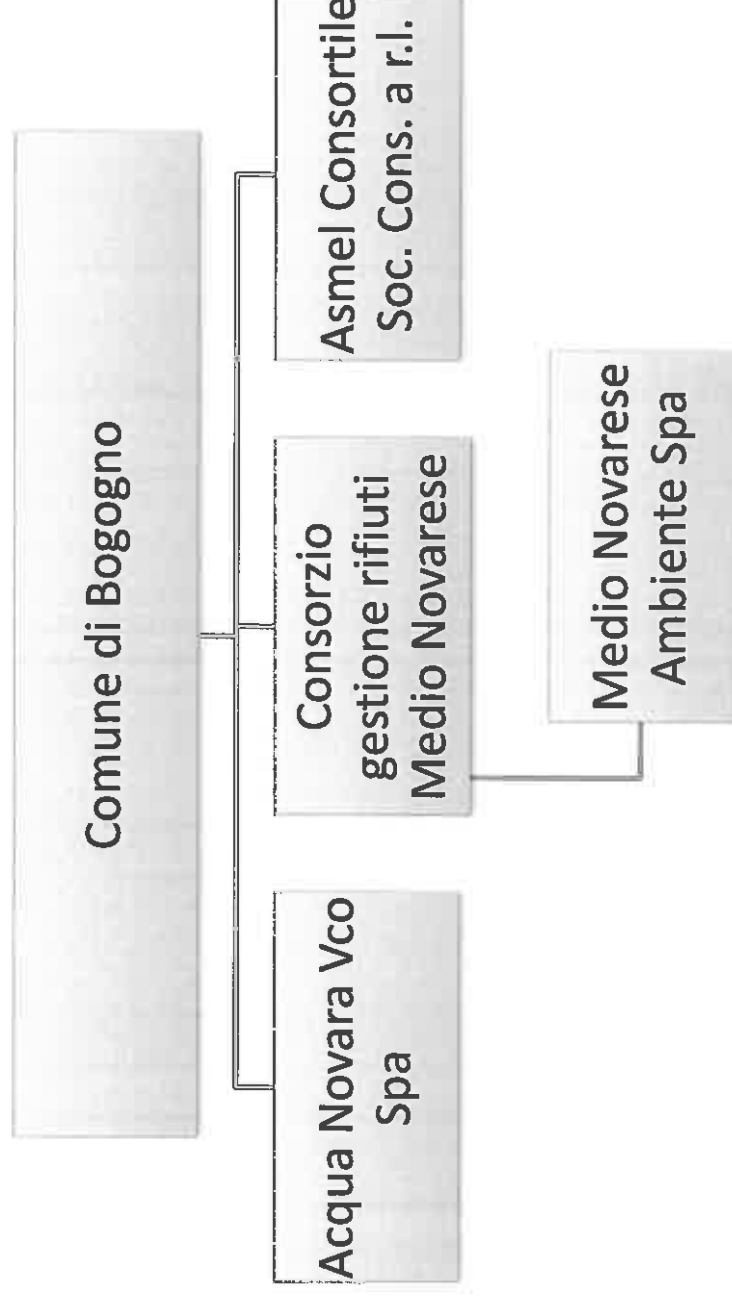 Comune di Bogogno
Acqua Novara Vco
Spa
Consorzio
gestione rifiuti
Medio Novarese
Asmel Consortile
Soc. Cons. a r.l.
Medio Novarese
Ambiente Spa